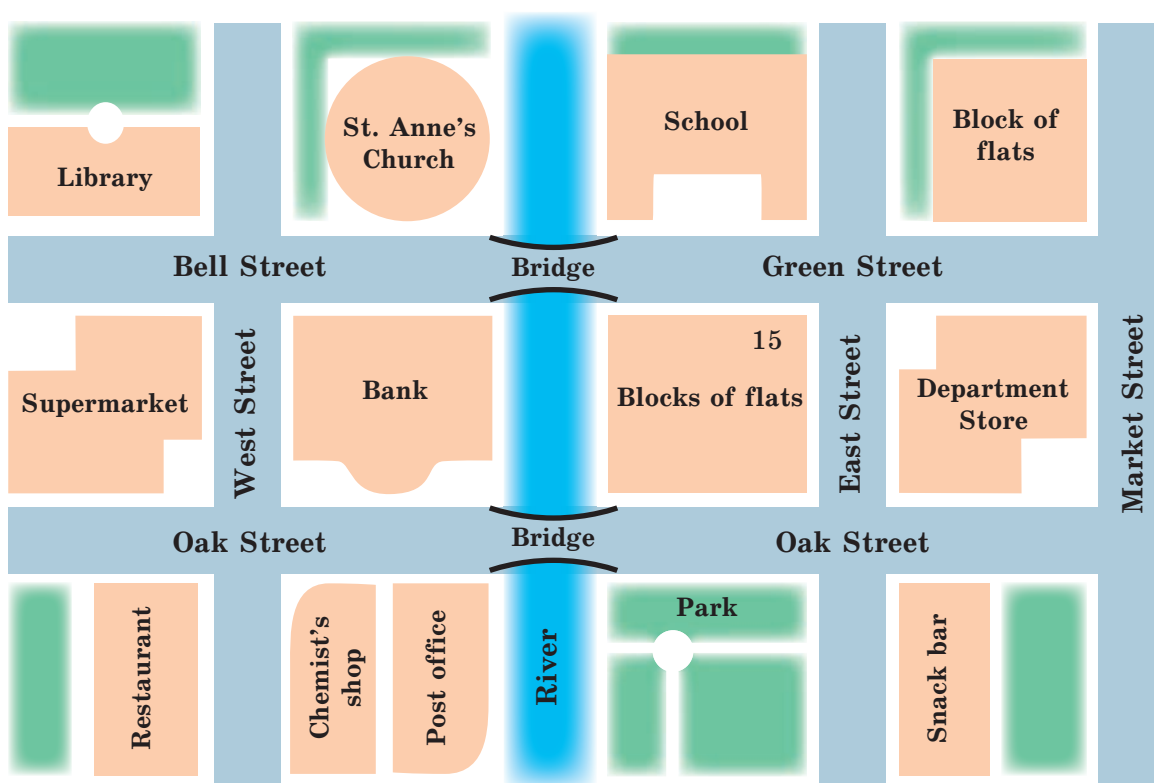 Library
St. Anne's
Church
School
Block of
flats
Bell Street
Bridge
Green Street
Supermarket
West Street
Bank
15
Blocks of flats
East Street
Department
Store
Market Street
Oak Street
Bridge
Oak Street
Restaurant
Chemist's
shop
Post office
River
Park
Snack bar